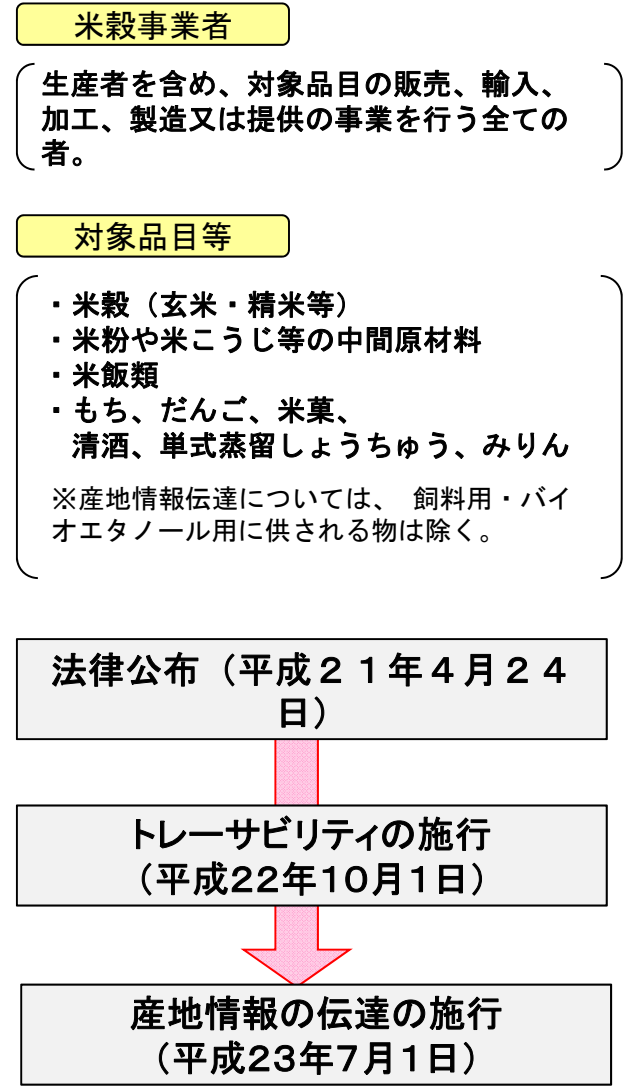 米穀事業者
生産者を含め、対象品目の販売、輸入、
加工、製造又は提供の事業を行う全ての
者。
対象品目等
・米穀（玄米・精米等）
・米粉や米こうじ等の中間原材料
・米飯類
・もち、だんご、米菓、
清酒、単式蒸留しょうちゅう、みりん
※産地情報伝達については、 飼料用・バイ
オエタノール用に供される物は除く。
法律公布（平成２１年４月２４
日）
トレーサビリティの施行
（平成22年10月1日）
産地情報の伝達の施行
（平成23年7月1日）